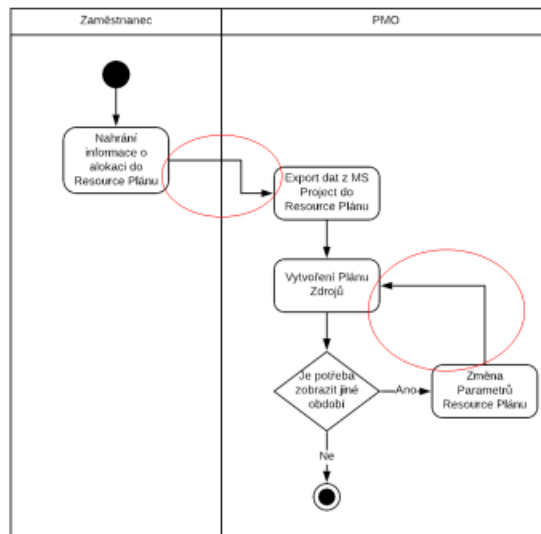 Zaměstnanec
PMO
Nahrání
informace o
alokaci do
Resource Plánu
Export dat z MS
Project do
Resource Plánu
Vytvoření Plánu
Zdrojů
Je potřeba
zobrazit jiné
období
Ano
Změna
Parametrů
Resource Plánu
Ne